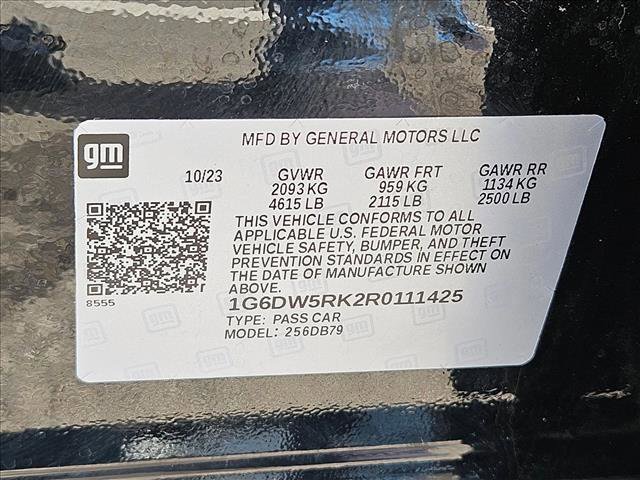 gm
MFD BY GENERAL MOTORS LLC
10/23 GVWR GAWR FRT GAWR RR
2093 KG 959 KG 1134 KG
4615 LB 2115 LB 2500 LB
THIS VEHICLE CONFORMS TO ALL
APPLICABLE U.S. FEDERAL MOTOR
VEHICLE SAFETY, BUMPER, AND THEFT
PREVENTION STANDARDS IN EFFECT ON
THE DATE OF MANUFACTURE SHOWN
ABOVE.
8555
1G6DW5RK2R0111425
TYPE: PASS CAR
MODEL: 256DB79